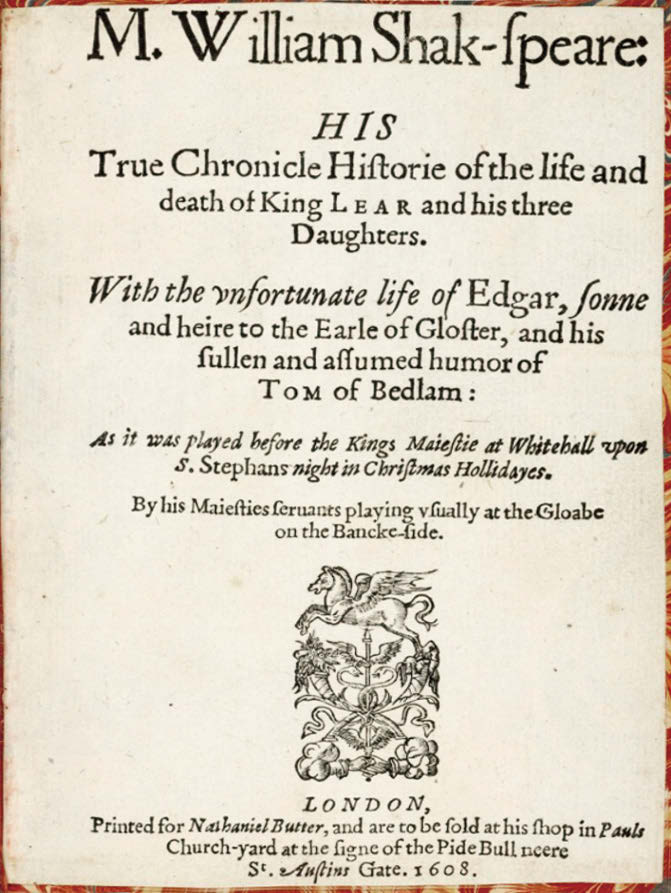 M. William Shak-ſpeare:
HIS
True Chronicle Hiſtorie of the life and
death of King LEAR and his three
Daughters.
With the vnfortunate life of Edgar, ſonne
and heire to the Earle of Gloſter, and his
ſullen and aſſumed humor of
TOM of Bedlam:
As it was played before the Kings Maieſtie at Whitehall vpon
S. Stephans night in Chriſtmas Hollidayes.
By his Maieſties ſeruants playing vſually at the Gloabe
on the Bancke-ſide.
LONDON,
Printed for Nathaniel Butter, and are to be ſold at his ſhop in Pauls
Church-yard at the ſigne of the Pide Bull neere
St. Auſtins Gate. 1608.